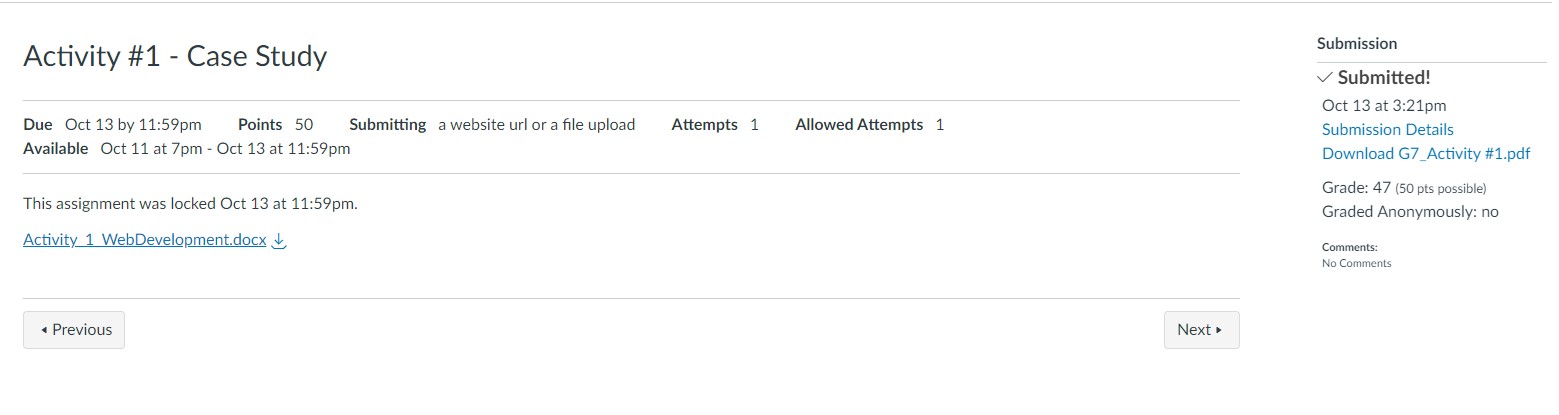 Activity #1 - Case Study
Due Oct 13 by 11:59pm Points 50 Submitting a website url or a file upload Attempts 1 Allowed Attempts 1
Available Oct 11 at 7pm - Oct 13 at 11:59pm
This assignment was locked Oct 13 at 11:59pm.
Activity_1_WebDevelopment.docx
Previous
Next
Submission
Submitted!
Oct 13 at 3:21pm
Submission Details
Download G7_Activity #1.pdf
Grade: 47 (50 pts possible)
Graded Anonymously: no
Comments:
No Comments